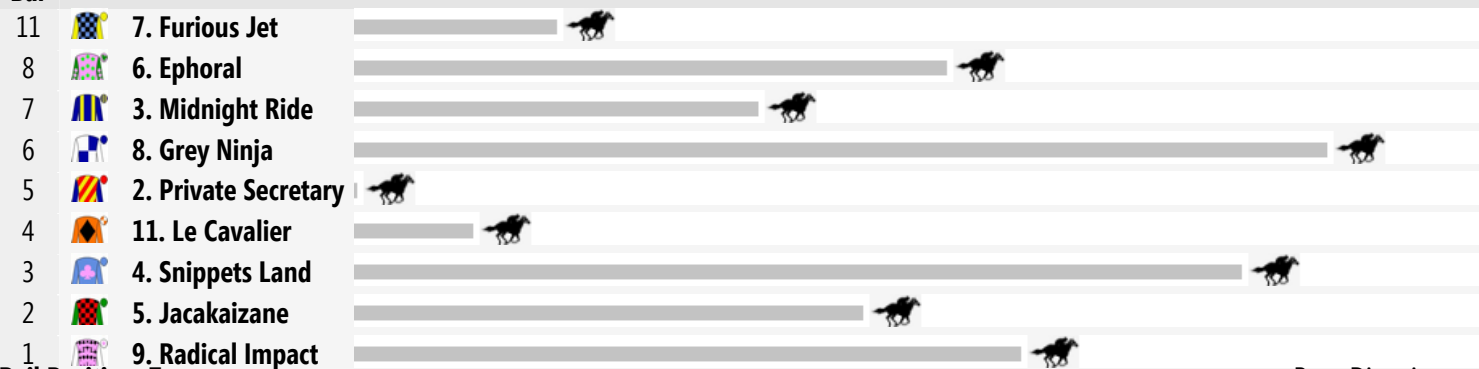 11 7. Furious Jet
8 6. Ephoral
7 3. Midnight Ride
6 8. Grey Ninja
5 2. Private Secretary
4 11. Le Cavalier
3 4. Snippets Land
2 5. Jacakaizane
1 9. Radical Impact